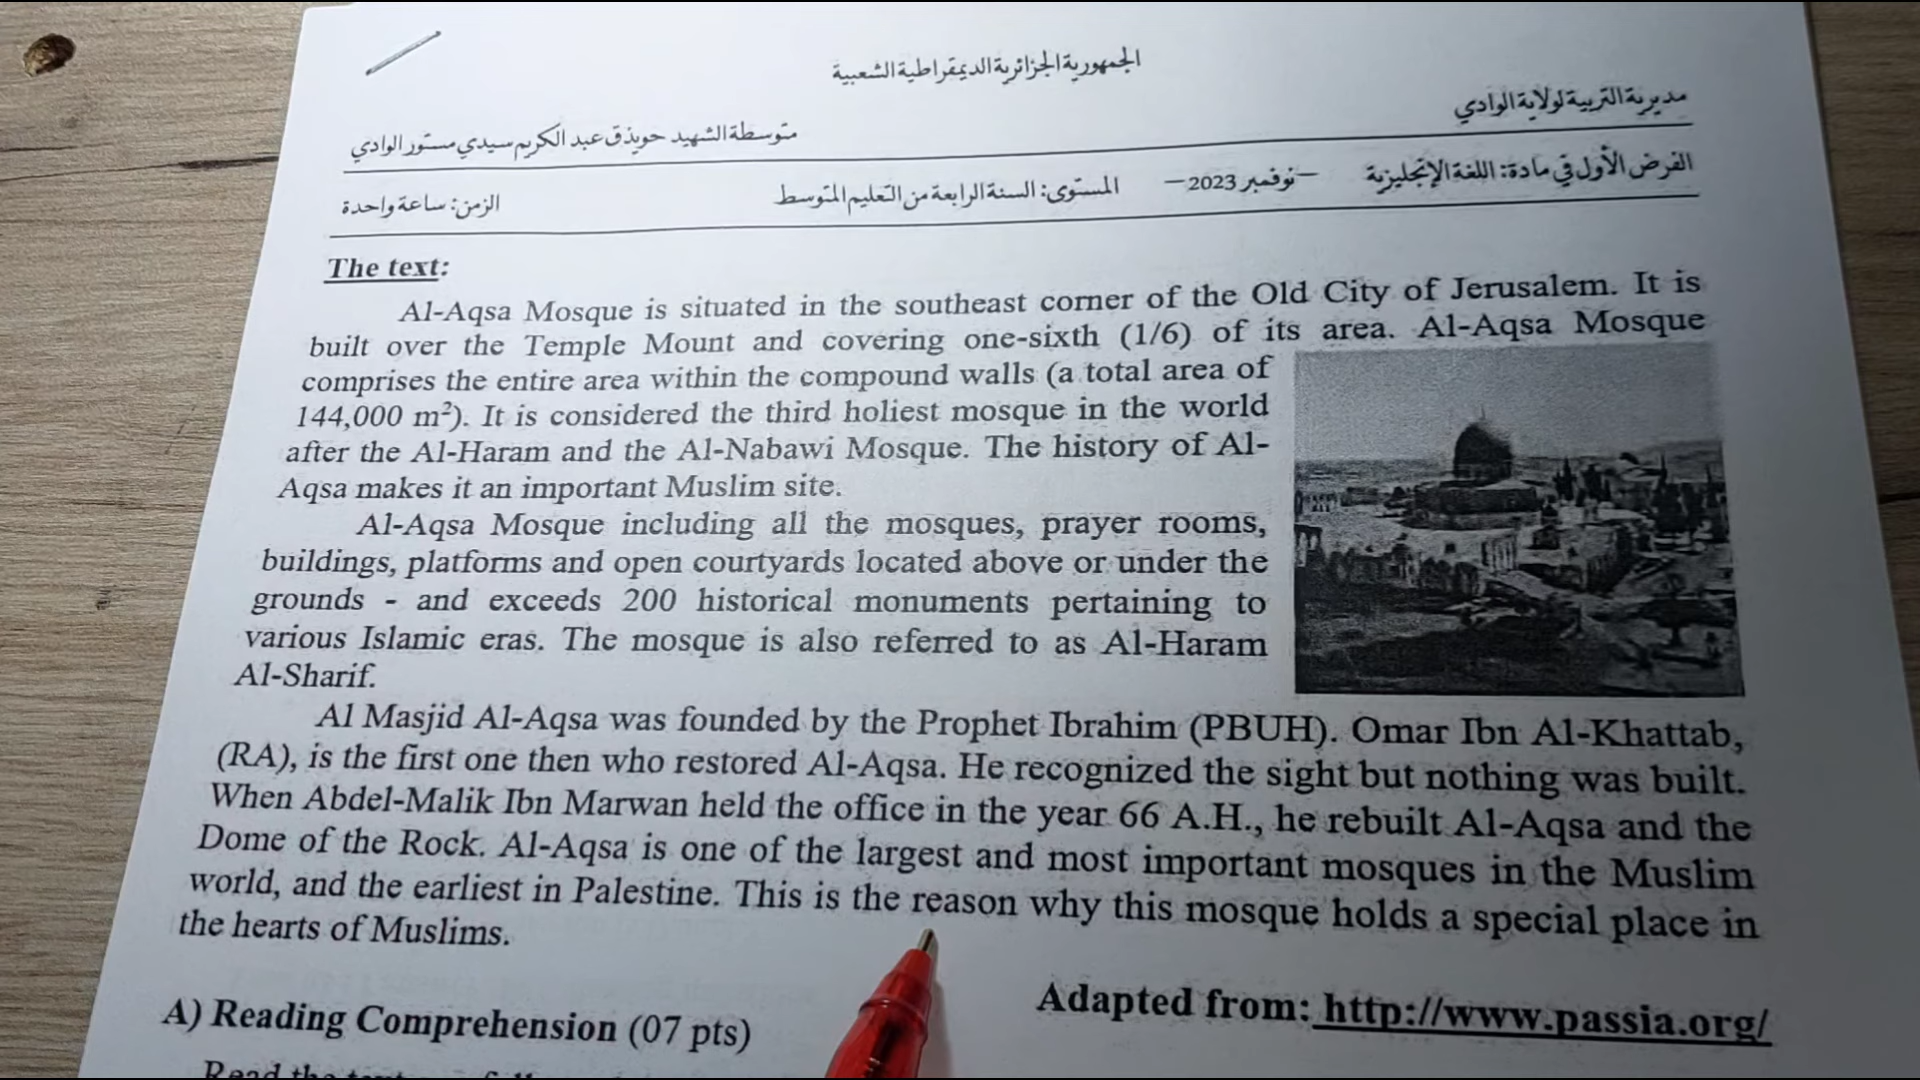 الجمهورية الجزائرية الديمقراطية الشعبية
مديرية التربية لولاية الوادي
متوسطة الشهيد حويذق عبد الكريم سيدي مستور الوادي
الفرض الأول في مادة: اللغة الإنجليزية –نوفمبر 2023– المستوى: السنة الرابعة من التعليم المتوسط الزمن: ساعة واحدة
The text:
Al-Aqsa Mosque is situated in the southeast corner of the Old City of Jerusalem. It is
built over the Temple Mount and covering one-sixth (1/6) of its area. Al-Aqsa Mosque
comprises the entire area within the compound walls (a total area of
144,000 m²). It is considered the third holiest mosque in the world
after the Al-Haram and the Al-Nabawi Mosque. The history of Al-
Aqsa makes it an important Muslim site.
Al-Aqsa Mosque including all the mosques, prayer rooms,
buildings, platforms and open courtyards located above or under the
grounds - and exceeds 200 historical monuments pertaining to
various Islamic eras. The mosque is also referred to as Al-Haram
Al-Sharif.
Al Masjid Al-Aqsa was founded by the Prophet Ibrahim (PBUH). Omar Ibn Al-Khattab,
(RA), is the first one then who restored Al-Aqsa. He recognized the sight but nothing was built.
When Abdel-Malik Ibn Marwan held the office in the year 66 A.H., he rebuilt Al-Aqsa and the
Dome of the Rock. Al-Aqsa is one of the largest and most important mosques in the Muslim
world, and the earliest in Palestine. This is the reason why this mosque holds a special place in
the hearts of Muslims.
Adapted from: http://www.passia.org/
A) Reading Comprehension (07 pts)
Read the